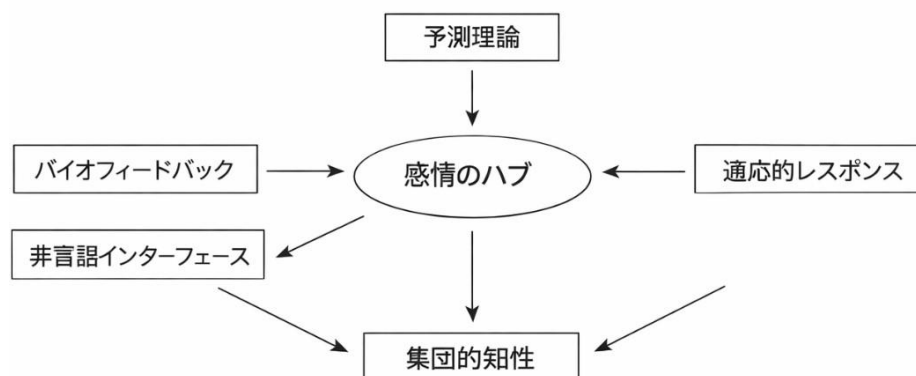 予測理論
バイオフィードバック
感情のハブ
適応的レスポンス
非言語インターフェース
集団的知性